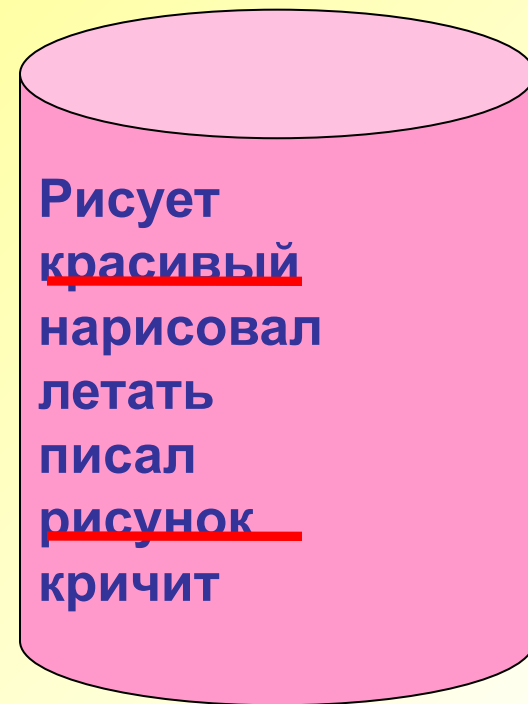 Рисует
красивый
нарисовал
летать
писал
рисунок
кричит